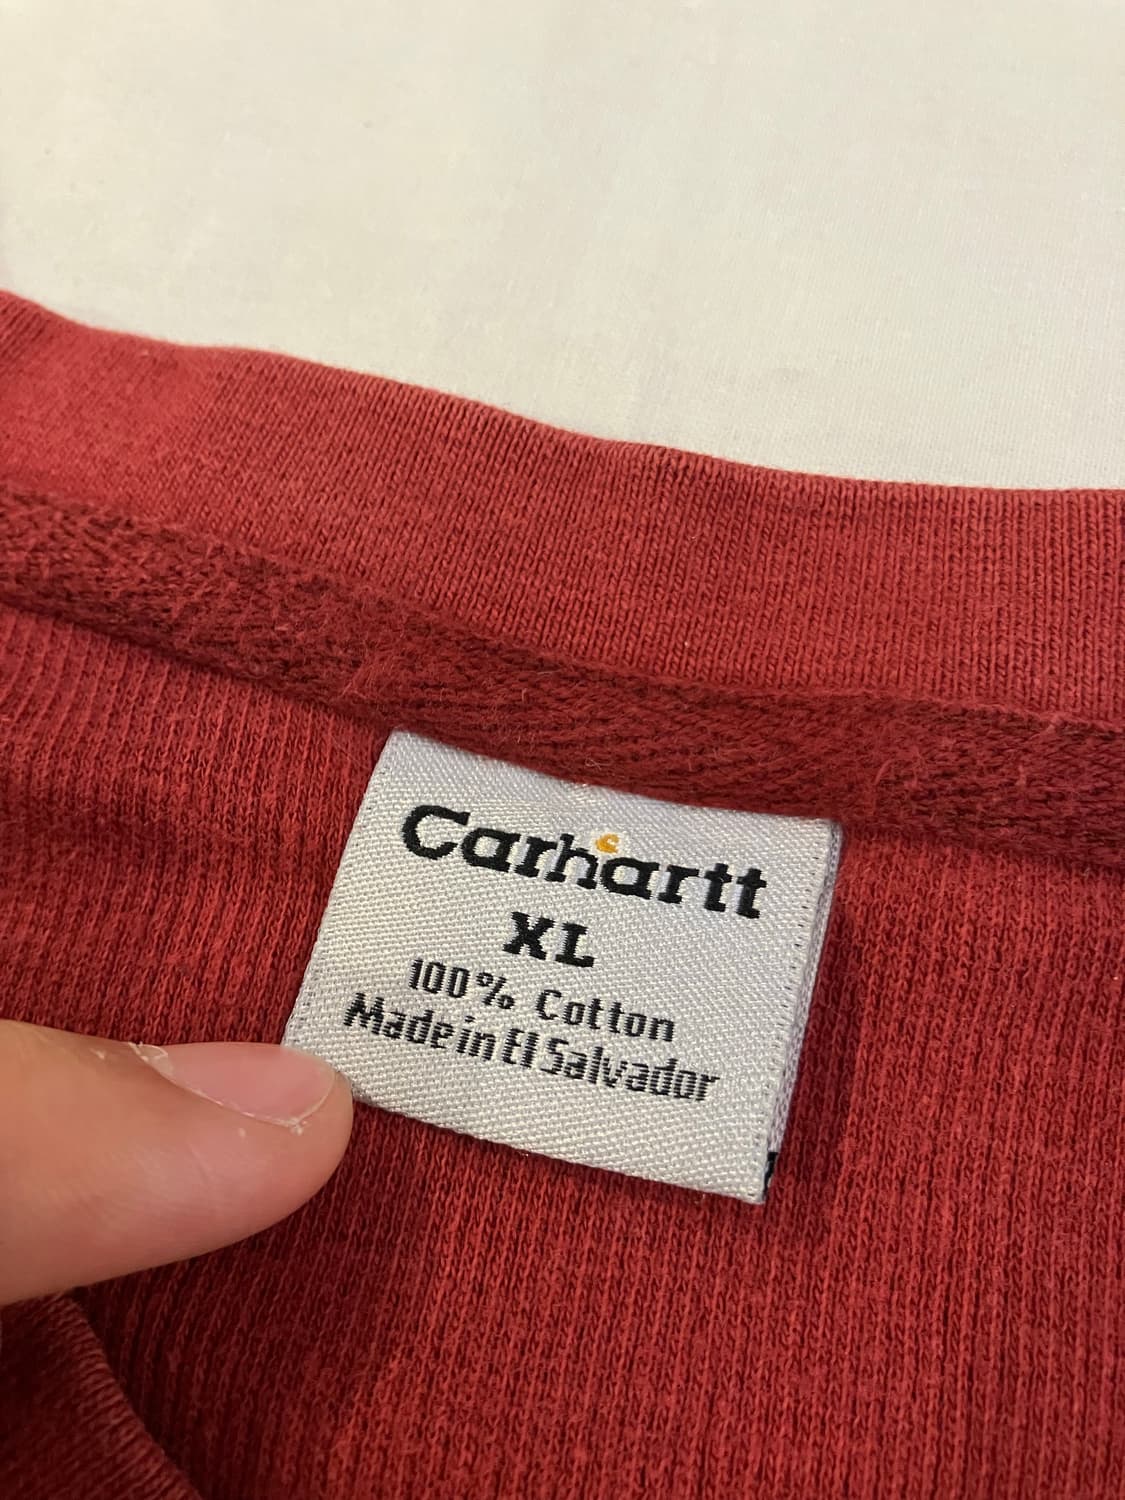 Carhartt
XL
100% Cotton
Made in El Salvador